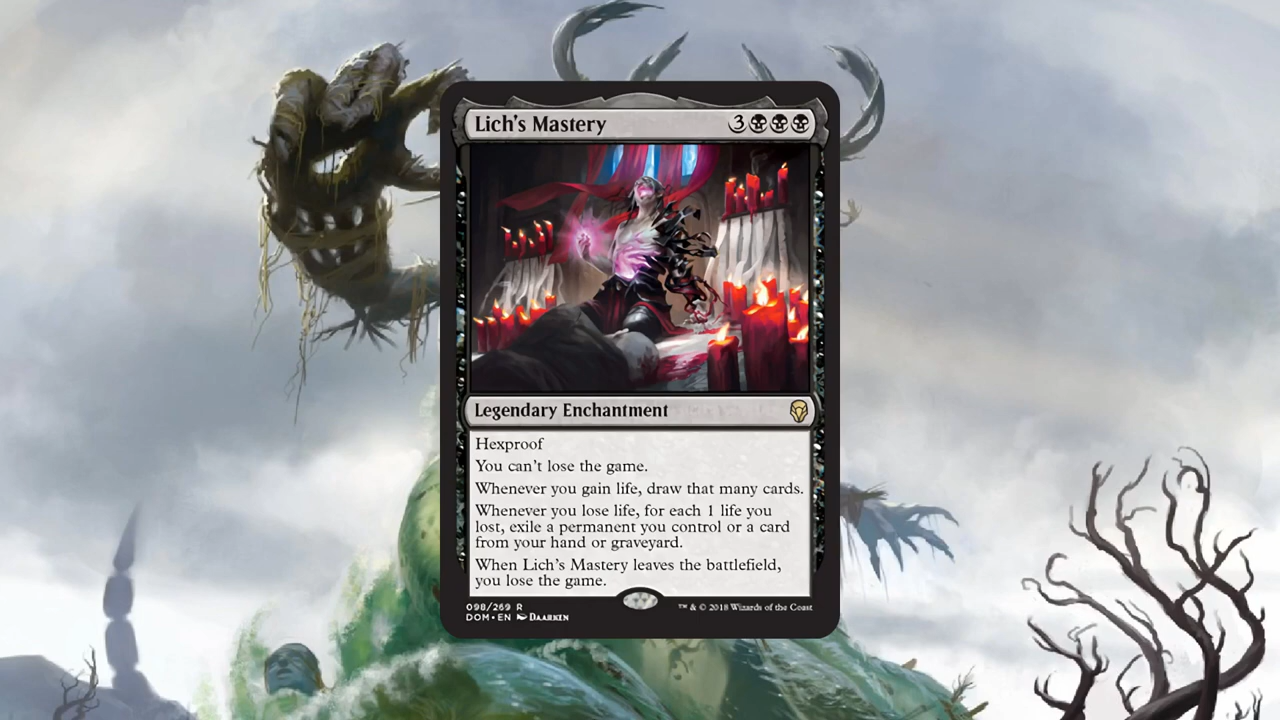 Lich's Mastery 3
Legendary Enchantment
Hexproof
You can't lose the game.
Whenever you gain life, draw that many cards.
Whenever you lose life, for each 1 life you
lost, exile a permanent you control or a card
from your hand or graveyard.
When Lich's Mastery leaves the battlefield,
you lose the game.
098/269 R
DOM • EN DAARKEN
™ & © 2018 Wizards of the Coast